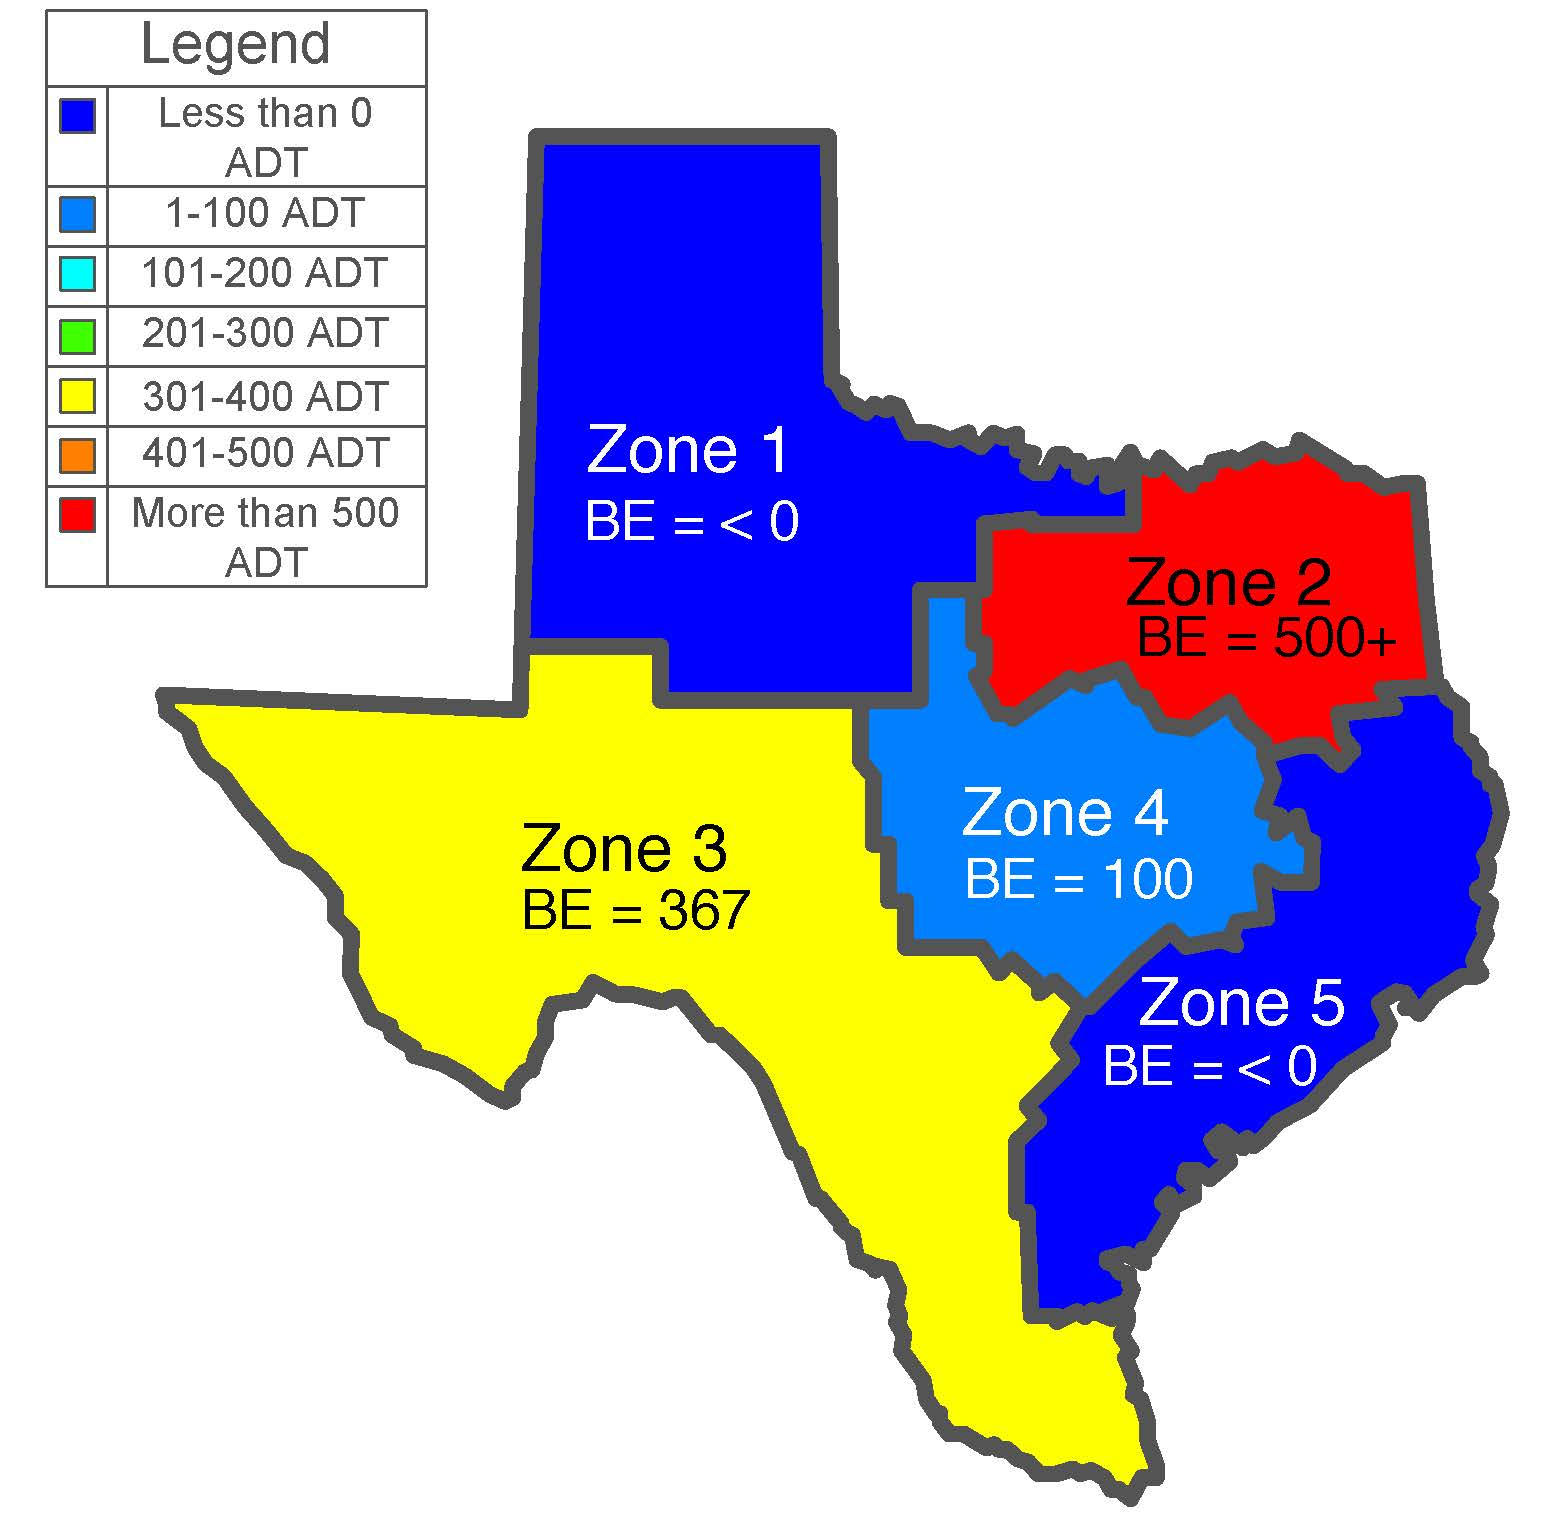 Legend
Less than 0
ADT
1-100 ADT
101-200 ADT
201-300 ADT
301-400 ADT
401-500 ADT
More than 500
ADT
Zone 1
BE = < 0
Zone 2
BE = 500+
Zone 3
BE = 367
Zone 4
BE = 100
Zone 5
BE = < 0